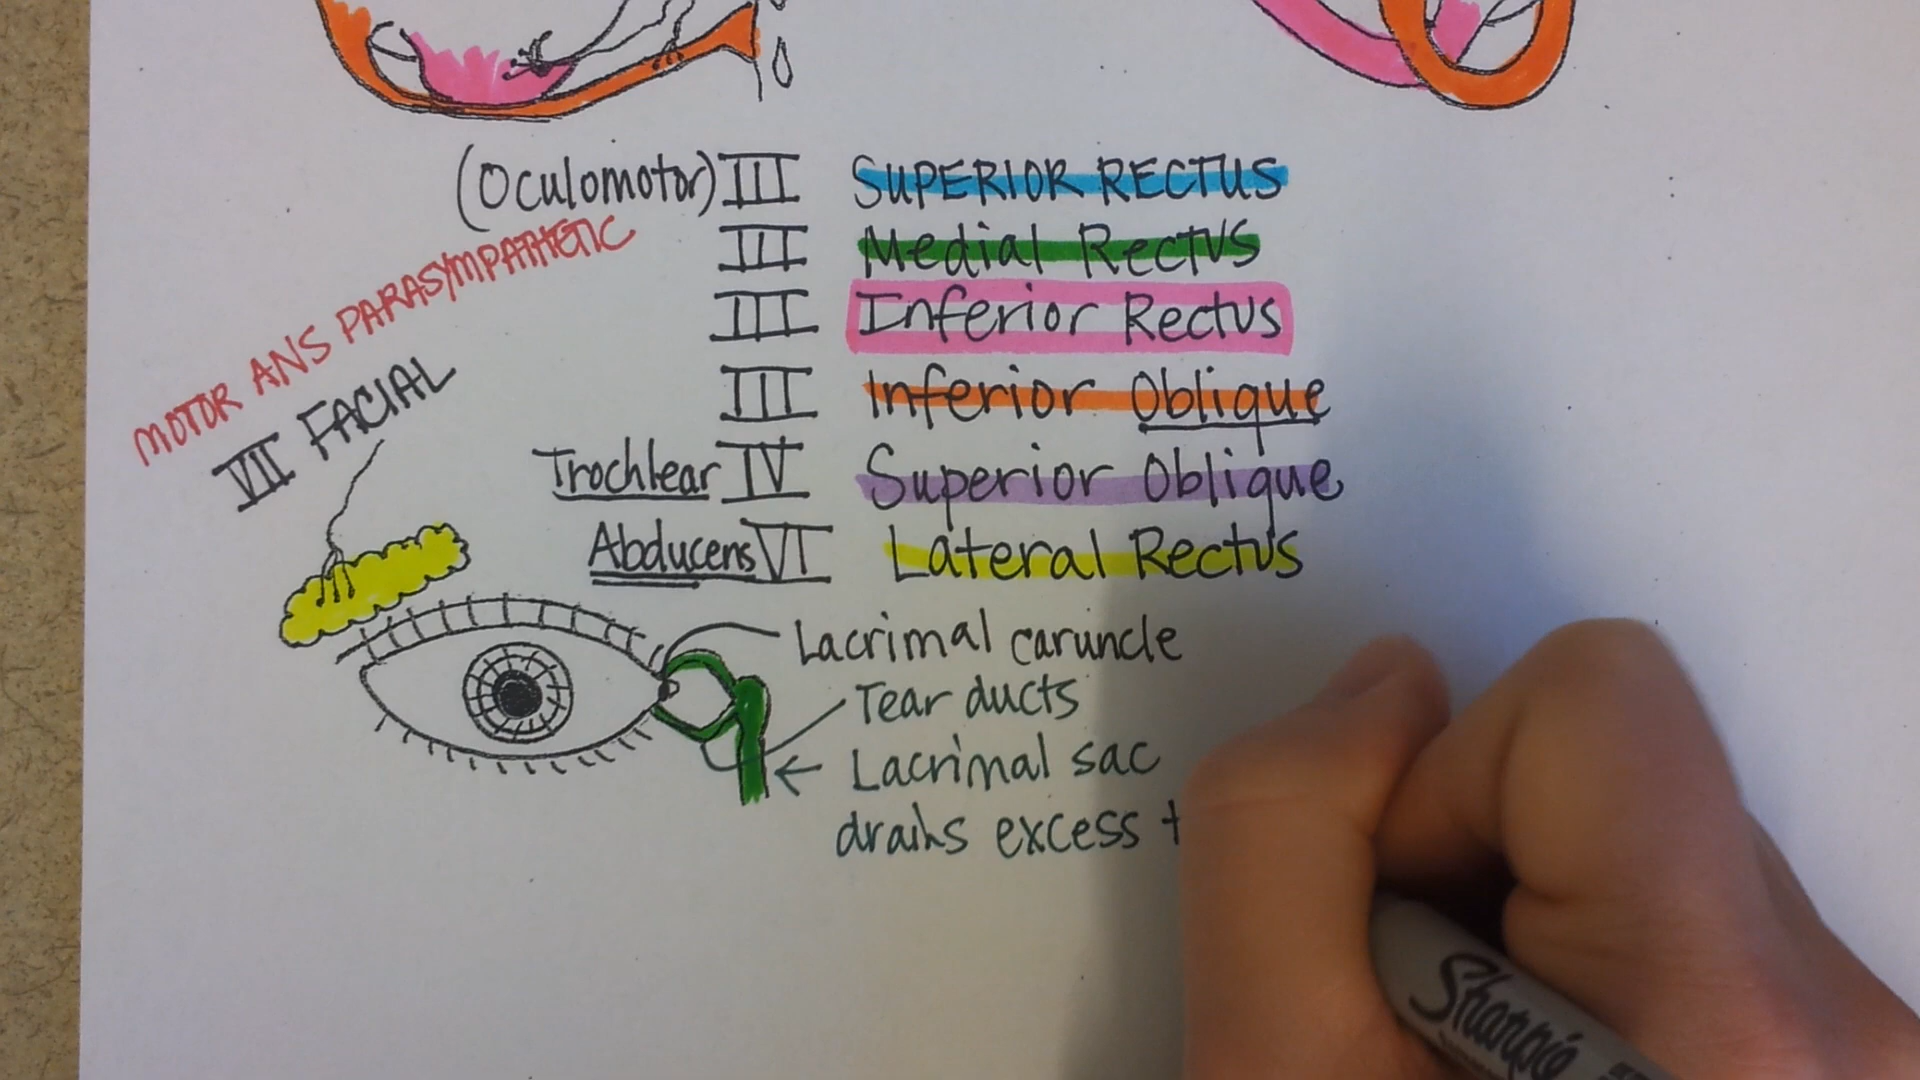 (Oculomotor) III SUPERIOR RECTUS
III Medial Rectus
III Inferior Rectus
III Inferior Oblique
Trochlear IV Superior Oblique
Abducens VI Lateral Rectus
MOTOR ANS PARASYMPATHETIC
VII FACIAL
Lacrimal caruncle
Tear ducts
Lacrimal sac
drains excess t
Sharpie